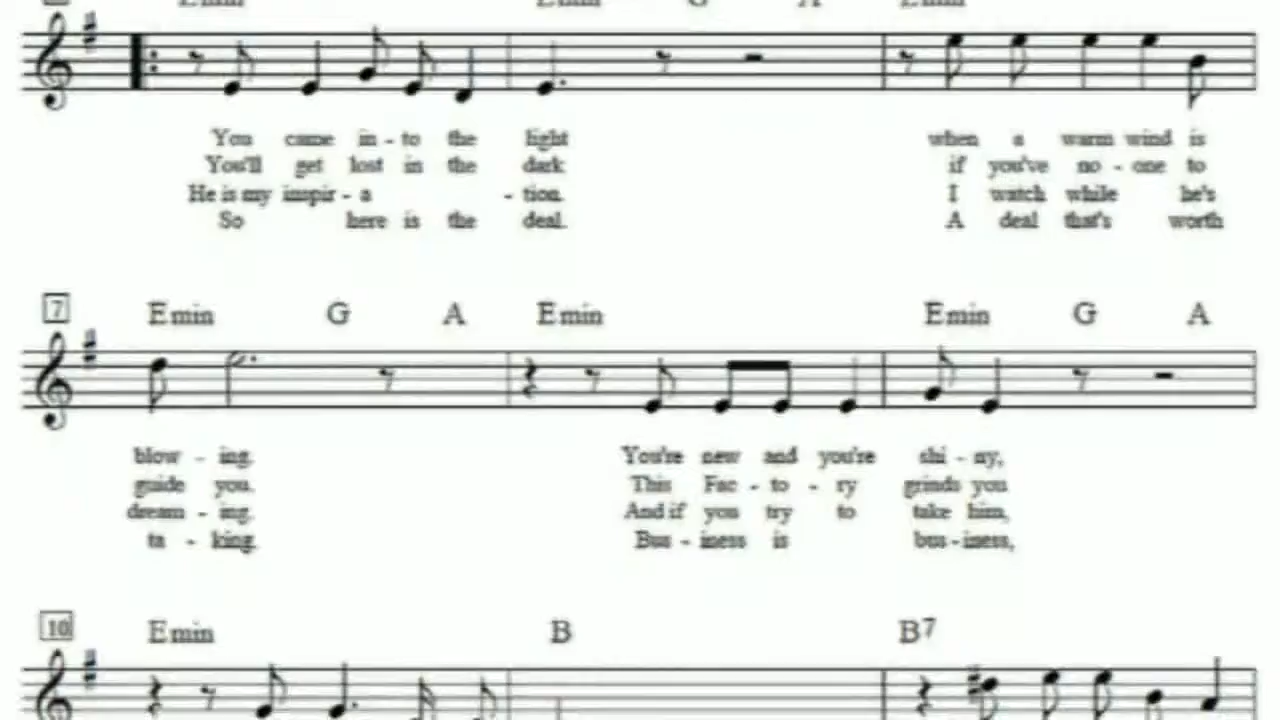 Emin Emin G A Emin
You came in - to the light when a warm wind is
You'll get lost in the dark if you've no - one to
He is my inspir - a - tion. I watch while he's
So here is the deal. A deal that's worth
7 Emin G A Emin Emin G A
blow - ing. You're new and you're shi - ny,
guide you. This Fac - to - ry grinds you
dream - ing. And if you try to take him,
ta - king. Bus - iness is bus - iness,
10 Emin B B7